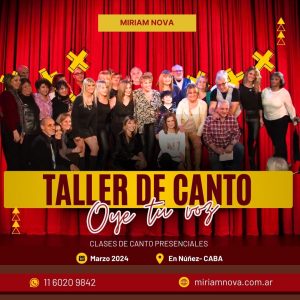 MIRIAM NOVA
TALLER DE CANTO
Oye tu voz
CLASES DE CANTO PRESENCIALES
Marzo 2024
En Núñez- CABA
11 6020 9842
miriamnova.com.ar